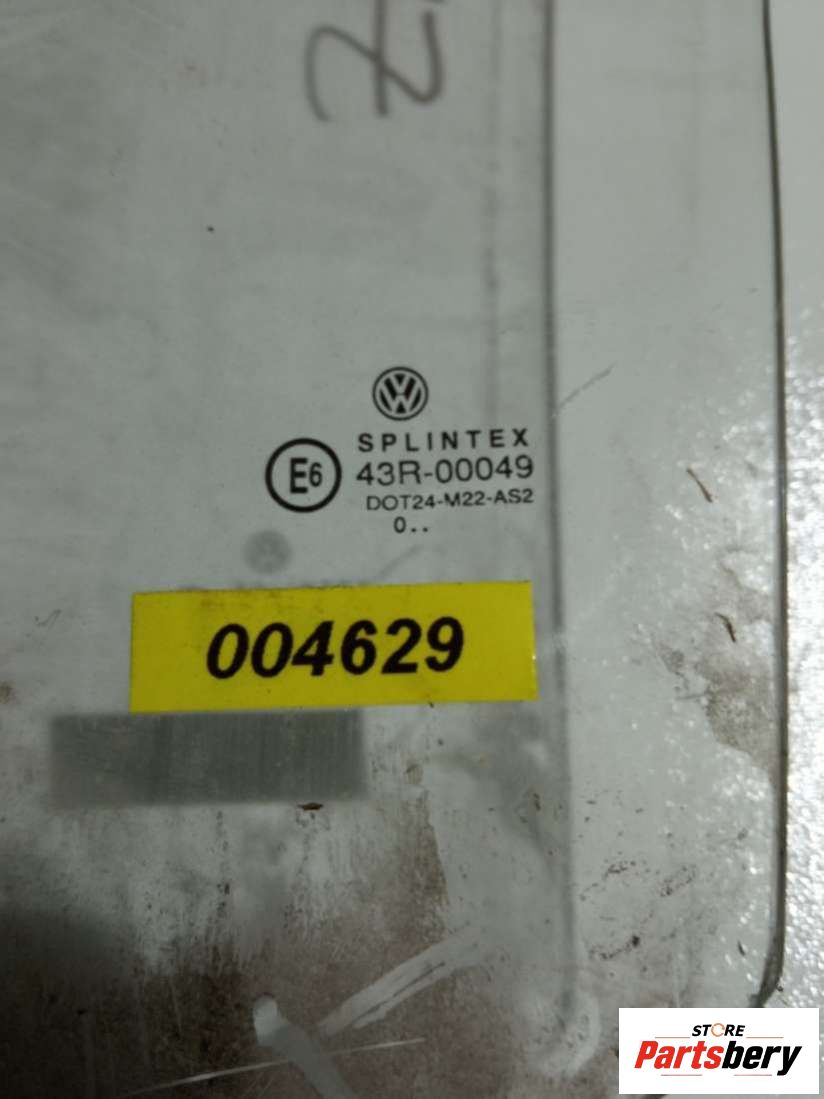 SPLINTEX
E6 43R-00049
DOT24-M22-AS2
0..
004629
STORE
Partsbery